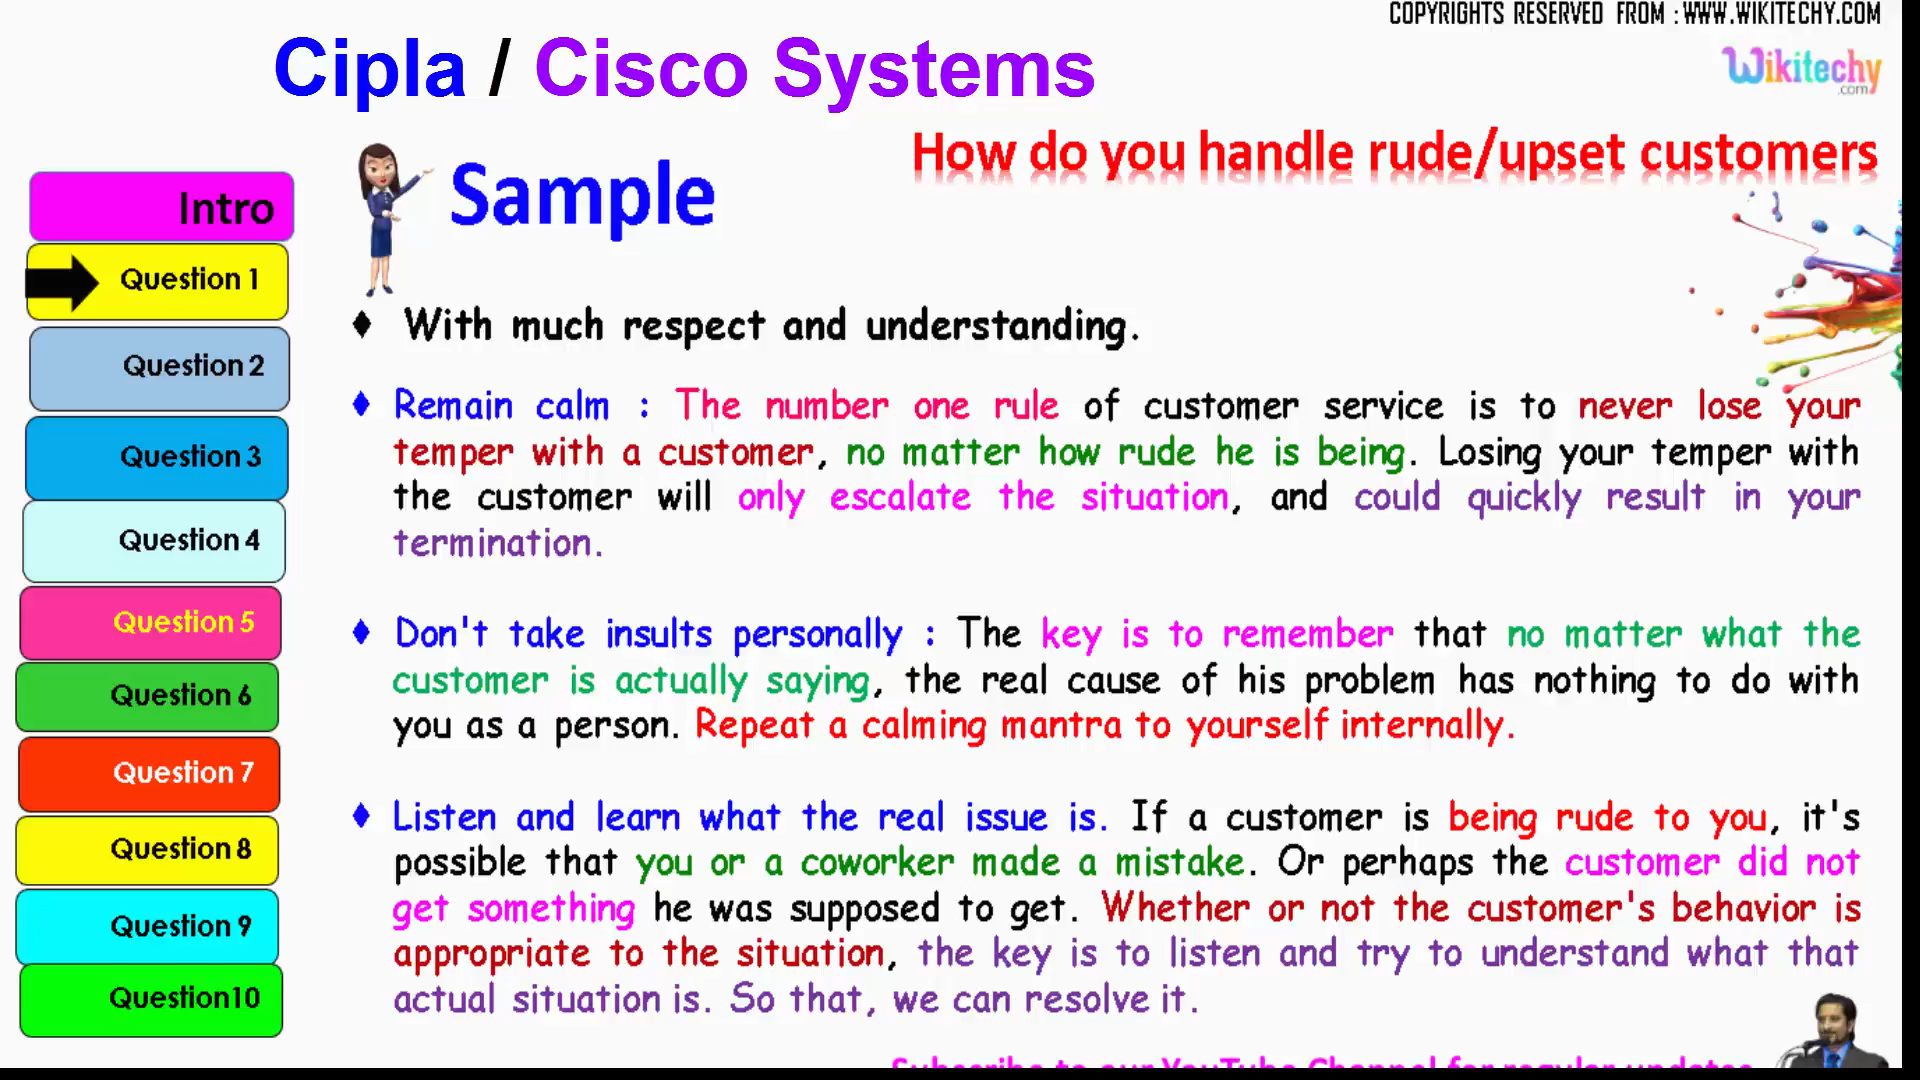 COPYRIGHTS RESERVED FROM : WWW.WIKITECHY.COM
Cipla / Cisco Systems
Wikitechy
.com
How do you handle rude/upset customers
Sample
Intro
Question 1
Question 2
Question 3
Question 4
Question 5
Question 6
Question 7
Question 8
Question 9
Question10
With much respect and understanding.
Remain calm : The number one rule of customer service is to never lose your
temper with a customer, no matter how rude he is being. Losing your temper with
the customer will only escalate the situation, and could quickly result in your
termination.
Don't take insults personally : The key is to remember that no matter what the
customer is actually saying, the real cause of his problem has nothing to do with
you as a person. Repeat a calming mantra to yourself internally.
Listen and learn what the real issue is. If a customer is being rude to you, it's
possible that you or a coworker made a mistake. Or perhaps the customer did not
get something he was supposed to get. Whether or not the customer's behavior is
appropriate to the situation, the key is to listen and try to understand what that
actual situation is. So that, we can resolve it.
Subscribe to our YouTube Channel for regular updates